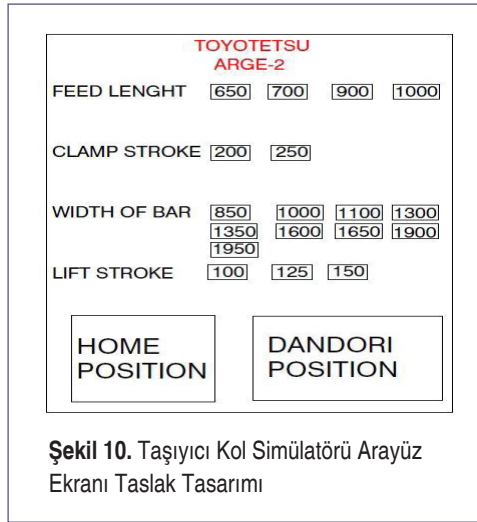 TOYOTETSU
ARGE-2
FEED LENGHT 650 700 900 1000
CLAMP STROKE 200 250
WIDTH OF BAR 850 1000 1100 1300
1350 1600 1650 1900
1950
LIFT STROKE 100 125 150
HOME
POSITION
DANDORI
POSITION
Şekil 10. Taşıyıcı Kol Simülatörü Arayüz
Ekranı Taslak Tasarımı